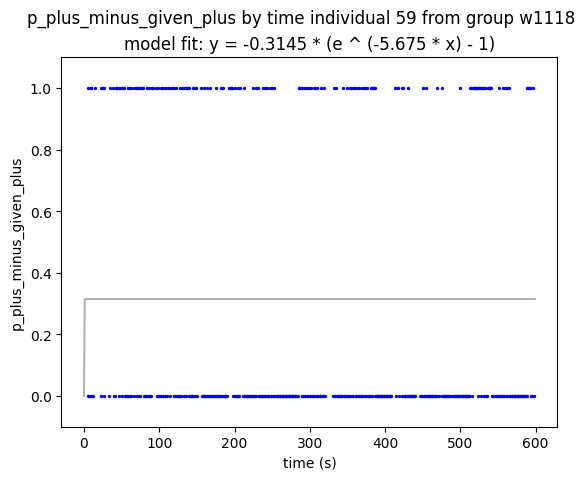 p_plus_minus_given_plus by time individual 59 from group w1118
model fit: y = -0.3145 * (e ^ (-5.675 * x) - 1)
1.0
0.8
0.6
0.4
0.2
0.0
p_plus_minus_given_plus
0 100 200 300 400 500 600
time (s)